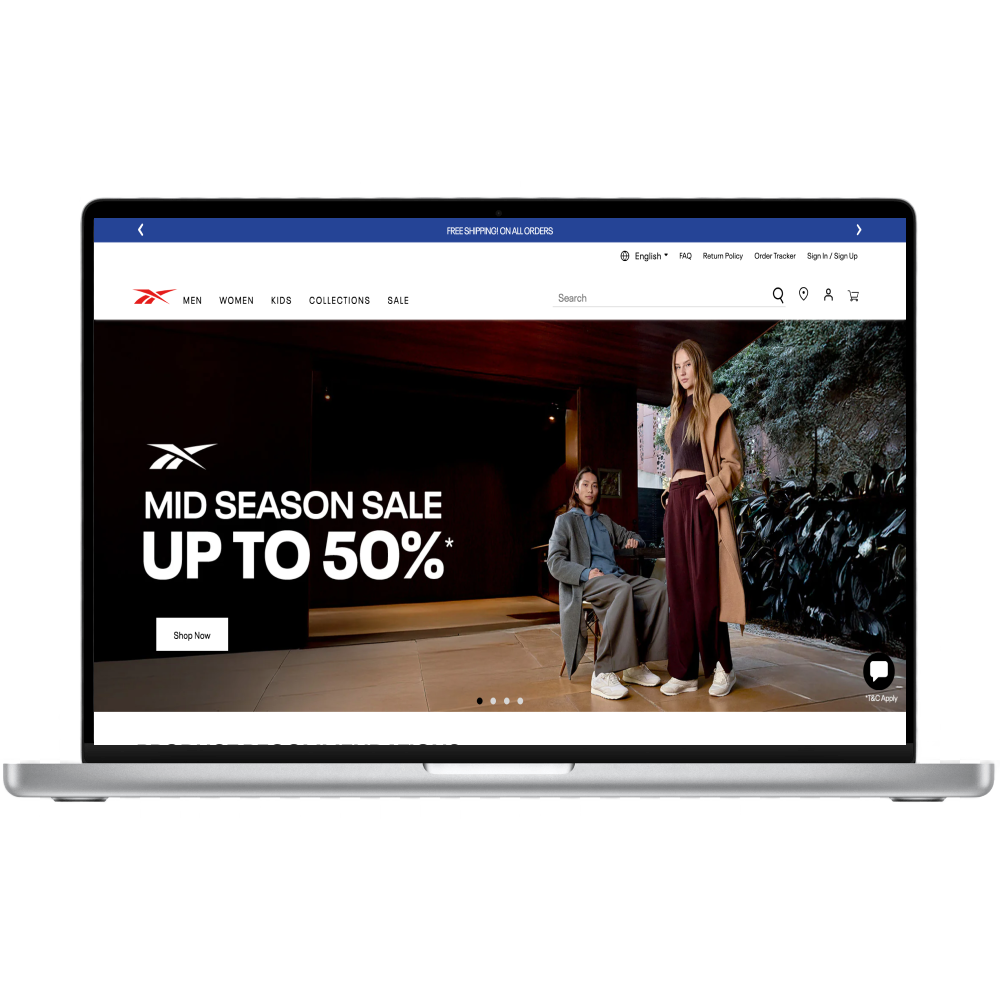 FREE SHIPPING! ON ALL ORDERS
English FAQ Return Policy Order Tracker Sign In / Sign Up
MEN WOMEN KIDS COLLECTIONS SALE Search
MID SEASON SALE
UP TO 50%*
Shop Now
*T&C Apply